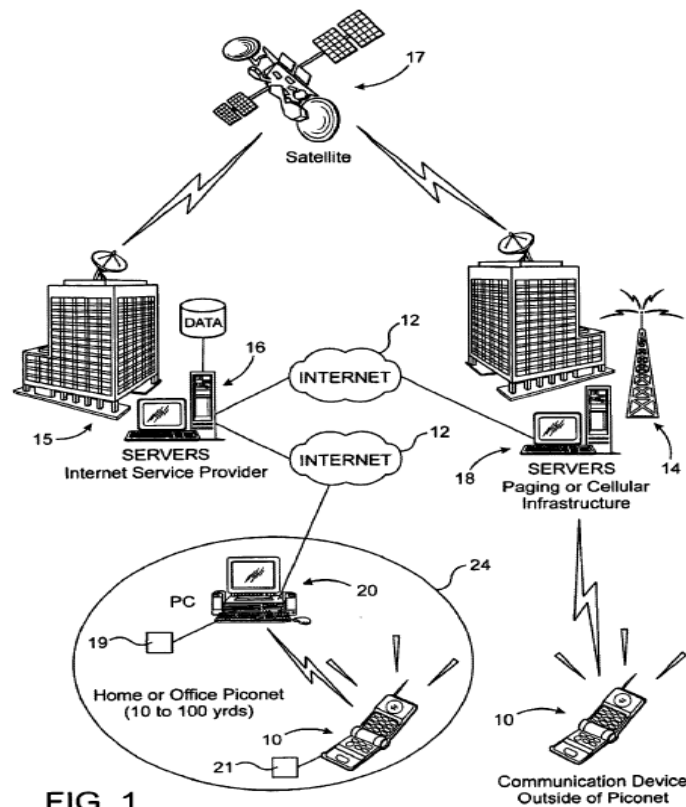 17
Satellite
DATA
16
12
INTERNET
12
INTERNET
15
SERVERS
Internet Service Provider
18
SERVERS
14
Paging or Cellular
Infrastructure
24
20
PC
19
Home or Office Piconet
(10 to 100 yrds)
10
21
10
Communication Device
Outside of Piconet
FIG. 1